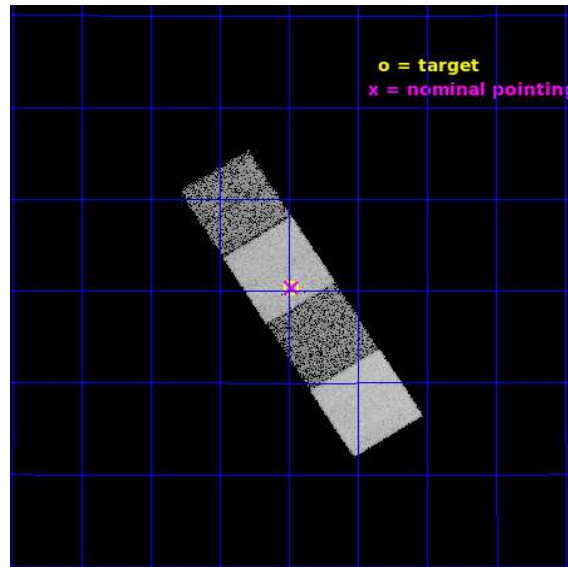 o = target
x = nominal pointing